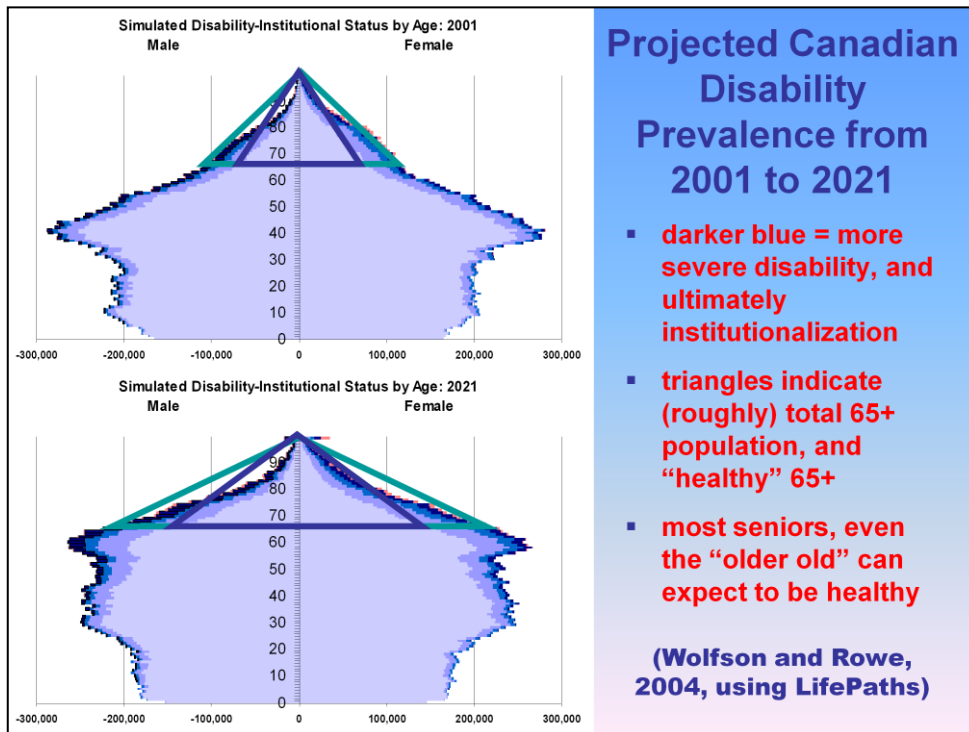 Simulated Disability-Institutional Status by Age: 2001
Male Female
90
80
70
60
50
40
30
20
10
0
-300,000 -200,000 -100,000 0 100,000 200,000 300,000
Simulated Disability-Institutional Status by Age: 2021
Male Female
90
80
70
60
50
40
30
20
10
0
-300,000 -200,000 -100,000 0 100,000 200,000 300,000
Projected Canadian
Disability
Prevalence from
2001 to 2021
▪ darker blue = more
severe disability, and
ultimately
institutionalization
▪ triangles indicate
(roughly) total 65+
population, and
“healthy” 65+
▪ most seniors, even
the “older old” can
expect to be healthy
(Wolfson and Rowe,
2004, using LifePaths)